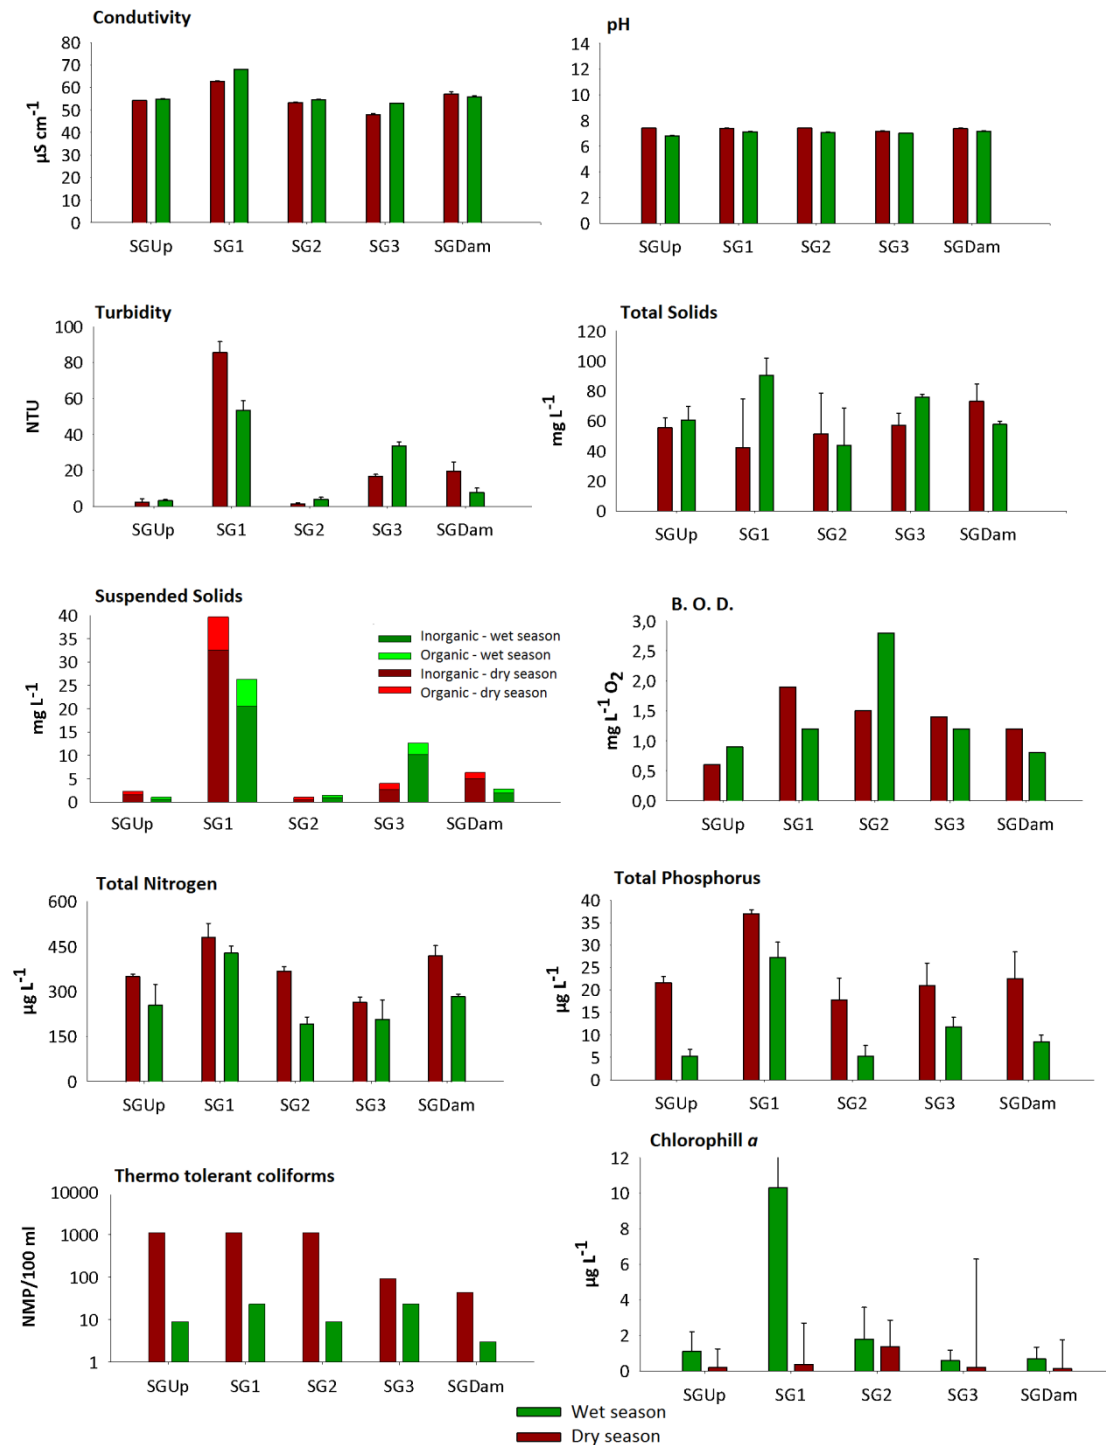 Condutivity
80
70
60
50
40
30
20
10
0
µS cm-1
SGUp SG1 SG2 SG3 SGDam
pH
14
12
10
8
6
4
2
0
SGUp SG1 SG2 SG3 SGDam
Turbidity
100
80
60
40
20
0
NTU
SGUp SG1 SG2 SG3 SGDam
Total Solids
120
100
80
60
40
20
0
mg L-1
SGUp SG1 SG2 SG3 SGDam
Suspended Solids
40
35
30
25
20
15
10
5
0
mg L-1
Inorganic - wet season
Organic - wet season
Inorganic - dry season
Organic - dry season
SGUp SG1 SG2 SG3 SGDam
B. O. D.
3,0
2,5
2,0
1,5
1,0
0,5
0,0
mg L-1 O2
SGUp SG1 SG2 SG3 SGDam
Total Nitrogen
600
450
300
150
0
µg L-1
SGUp SG1 SG2 SG3 SGDam
Total Phosphorus
40
35
30
25
20
15
10
5
0
µg L-1
SGUp SG1 SG2 SG3 SGDam
Thermo tolerant coliforms
10000
1000
100
10
1
NMP/100 ml
SGUp SG1 SG2 SG3 SGDam
Chlorophill a
12
10
8
6
4
2
0
µg L-1
SGUp SG1 SG2 SG3 SGDam
Wet season
Dry season